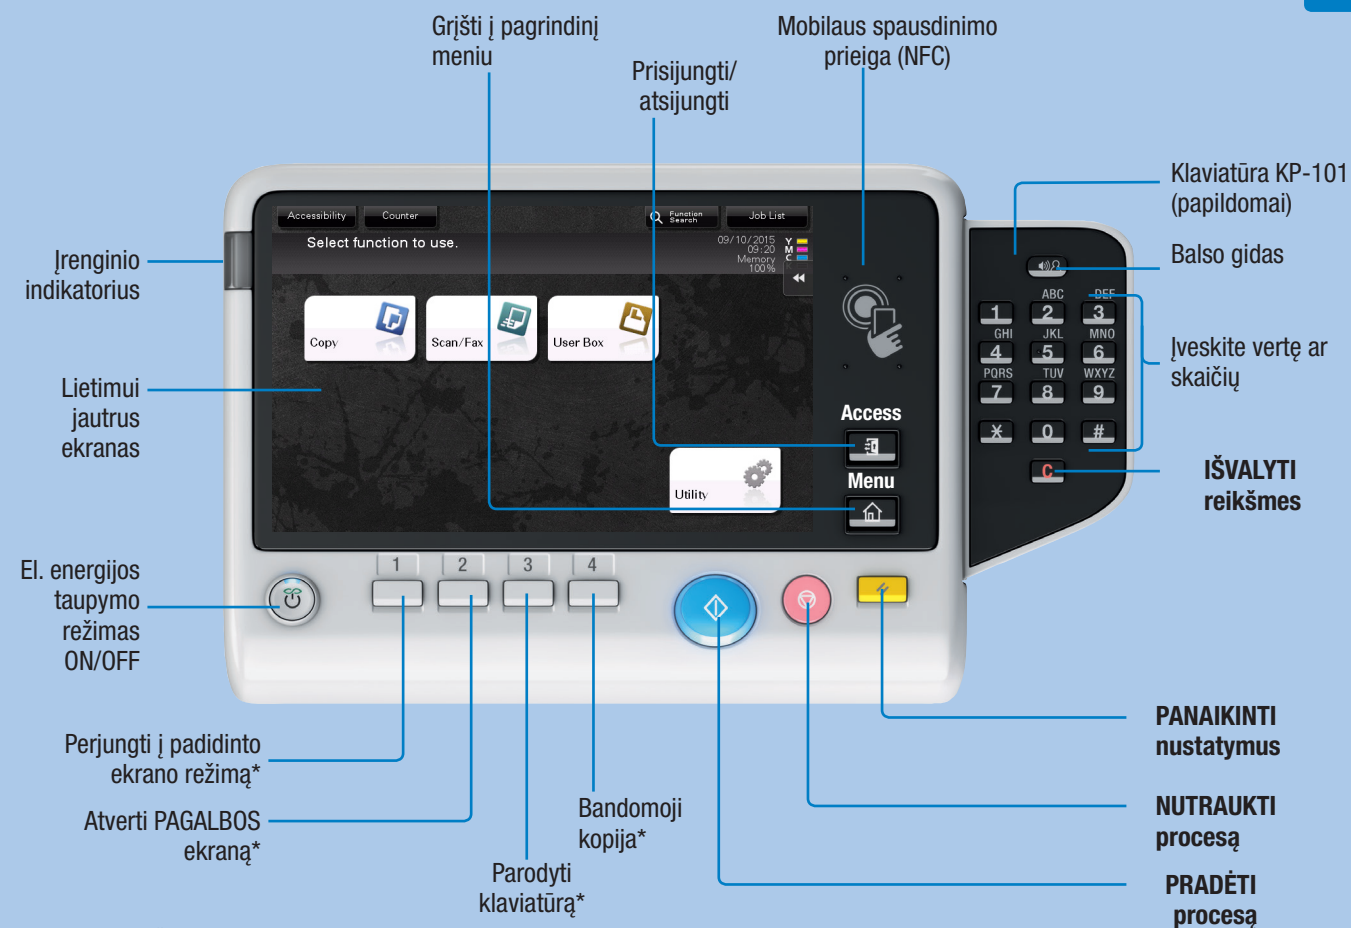 Grįšti į pagrindinį
meniu
Mobilaus spausdinimo
prieiga (NFC)
Prisijungti/
atsijungti
Klaviatūra KP-101
(papildomai)
Balso gidas
Įveskite vertę ar
skaičių
IŠVALYTI
reikšmes
Įrenginio
indikatorius
Lietimui
jautrus
ekranas
El. energijos
taupymo
režimas
ON/OFF
Accessibility
Counter
Function
Search
Job List
Select function to use.
09/10/2015
09:20
Memory
100%
Y
M
C
K
Copy
Scan/Fax
User Box
Utility
Access
Menu
ABC DEF
1 2 3
GHI JKL MNO
4 5 6
PQRS TUV WXYZ
7 8 9
* 0 #
C
1 2 3 4
Perjungti į padidinto
ekrano režimą*
Atverti PAGALBOS
ekraną*
Parodyti
klaviatūrą*
Bandomoji
kopija*
PANAIKINTI
nustatymus
NUTRAUKTI
procesą
PRADĖTI
procesą